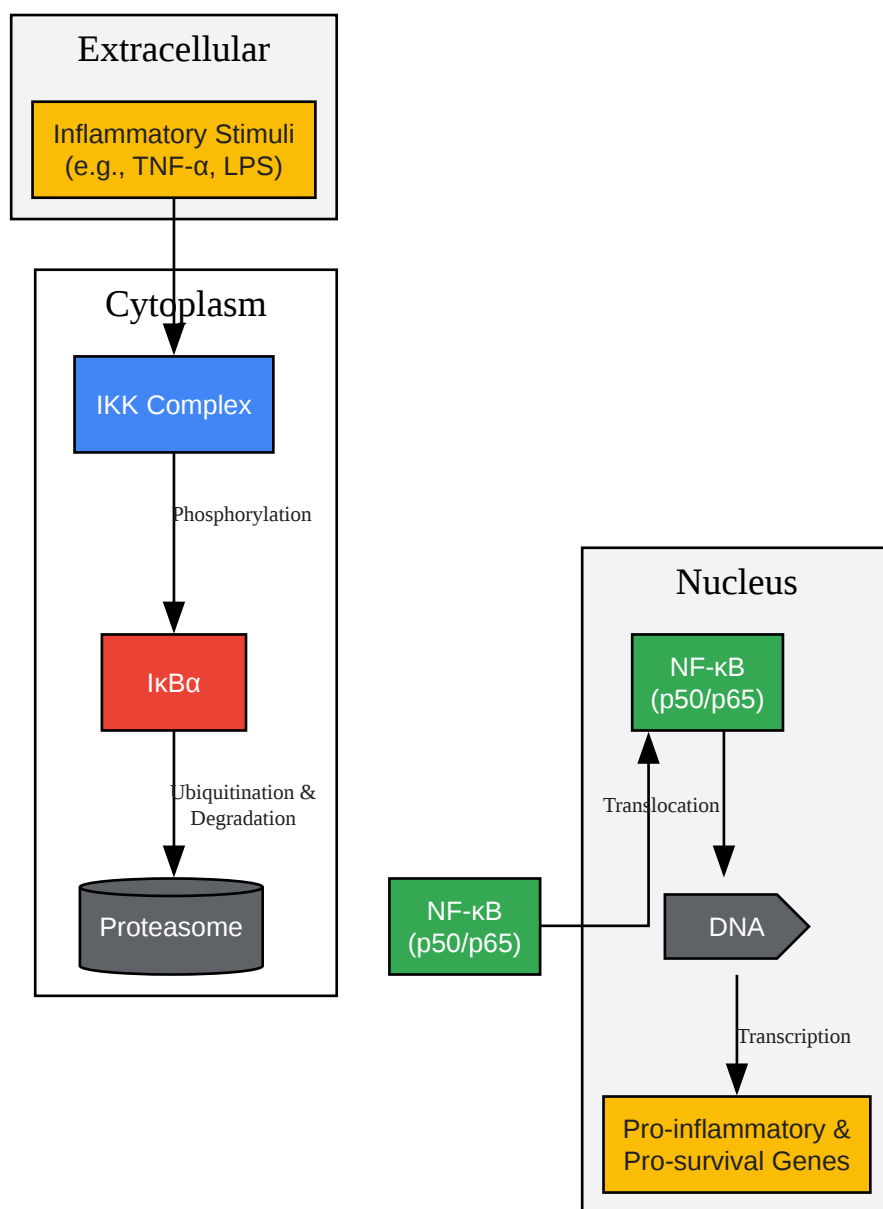 Extracellular
Inflammatory Stimuli
(e.g., TNF-α, LPS)
Cytoplasm
IKK Complex
Phosphorylation
IκBα
Ubiquitination &
Degradation
Proteasome
NF-κB
(p50/p65)
Nucleus
NF-κB
(p50/p65)
Translocation
DNA
Transcription
Pro-inflammatory &
Pro-survival Genes